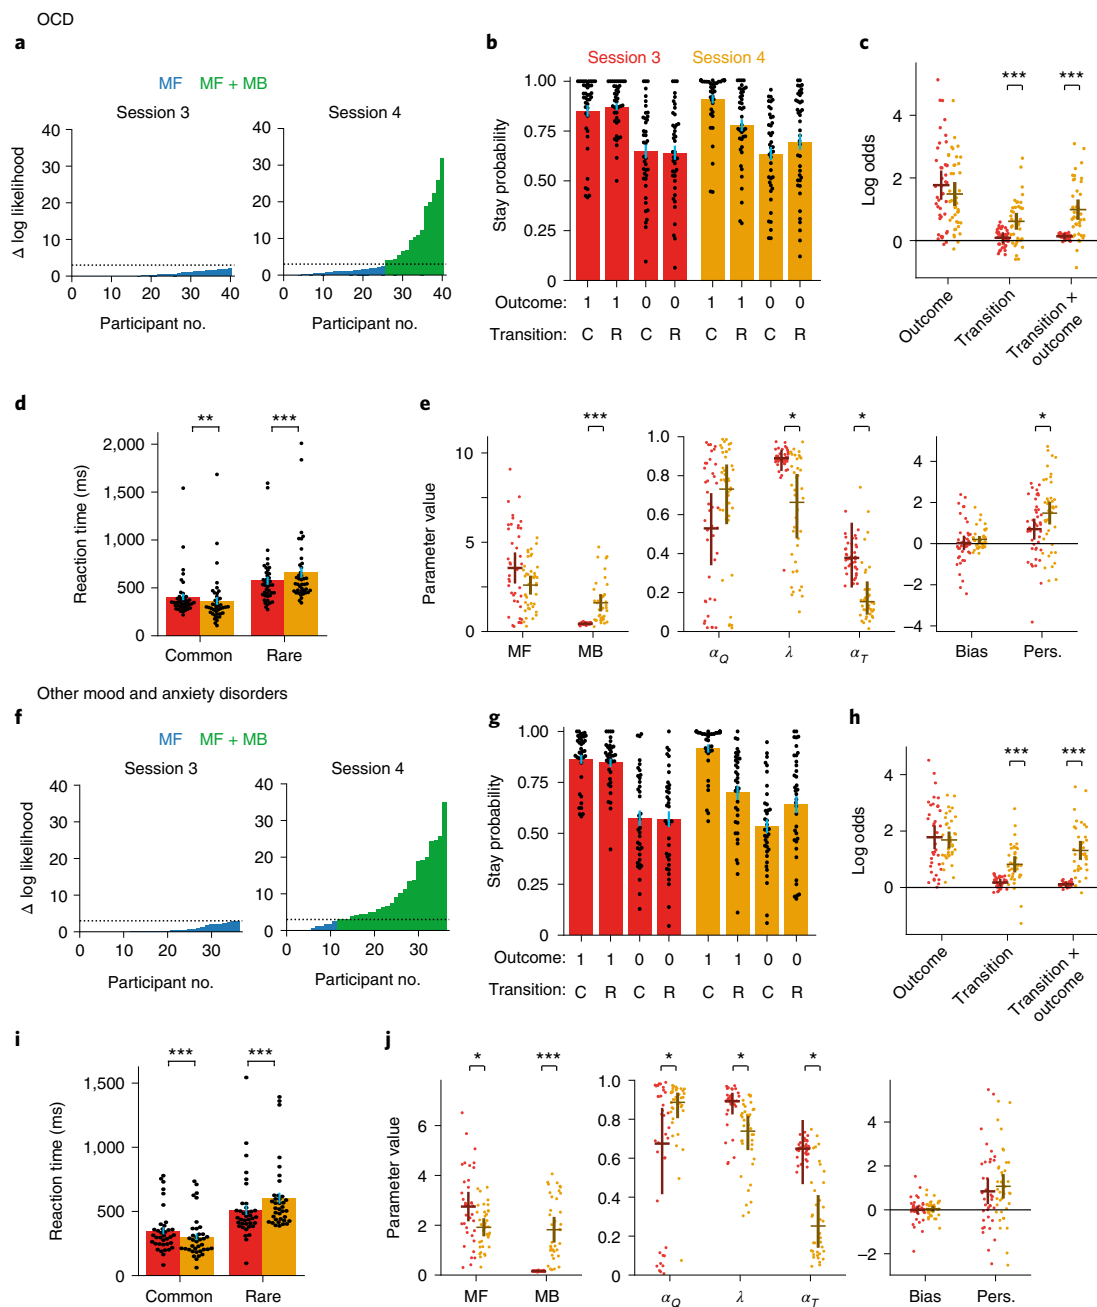 OCD
a
MF MF + MB
Session 3
Session 4
40
30
20
10
0
Δ log likelihood
0 10 20 30 40
Participant no.
40
30
20
10
0
0 10 20 30 40
Participant no.
b
Session 3 Session 4
1.00
0.75
0.50
0.25
0
Stay probability
Outcome: 1 1 0 0 1 1 0 0
Transition: C R C R C R C R
c
*** ***
4
2
0
Log odds
Outcome
Transition
Transition × outcome
d
** ***
2,000
1,500
1,000
500
0
Reaction time (ms)
Common Rare
e
***
10
5
0
Parameter value
MF MB
* *
1.0
0.8
0.6
0.4
0.2
0
α_Q λ α_T
*
4
2
0
−2
−4
Bias Pers.
Other mood and anxiety disorders
f
MF MF + MB
Session 3
Session 4
40
30
20
10
0
Δ log likelihood
0 10 20 30
Participant no.
40
30
20
10
0
0 10 20 30
Participant no.
g
1.00
0.75
0.50
0.25
0
Stay probability
Outcome: 1 1 0 0 1 1 0 0
Transition: C R C R C R C R
h
*** ***
4
2
0
Log odds
Outcome
Transition
Transition × outcome
i
*** ***
1,500
1,000
500
0
Reaction time (ms)
Common Rare
j
* ***
6
4
2
0
Parameter value
MF MB
* * *
1.0
0.8
0.6
0.4
0.2
0
α_Q λ α_T
4
2
0
−2
Bias Pers.